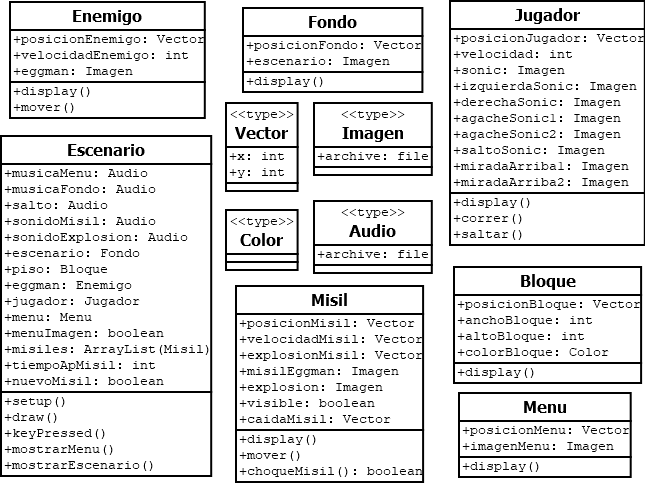 Enemigo
+posicionEnemigo: Vector
+velocidadEnemigo: int
+eggman: Imagen
+display()
+mover()
Fondo
+posicionFondo: Vector
+escenario: Imagen
+display()
Jugador
+posicionJugador: Vector
+velocidad: int
+sonic: Imagen
+izquierdaSonic: Imagen
+derechaSonic: Imagen
+agacheSonic1: Imagen
+agacheSonic2: Imagen
+saltoSonic: Imagen
+miradaArriba1: Imagen
+miradaArriba2: Imagen
+display()
+correr()
+saltar()
<<type>>
Vector
+x: int
+y: int
<<type>>
Imagen
+archive: file
Escenario
+musicaMenu: Audio
+musicaFondo: Audio
+salto: Audio
+sonidoMisil: Audio
+sonidoExplosion: Audio
+escenario: Fondo
+piso: Bloque
+eggman: Enemigo
+jugador: Jugador
+menu: Menu
+menuImagen: boolean
+misiles: ArrayList(Misil)
+tiempoApMisil: int
+nuevoMisil: boolean
+setup()
+draw()
+keyPressed()
+mostrarMenu()
+mostrarEscenario()
<<type>>
Color
<<type>>
Audio
+archive: file
Misil
+posicionMisil: Vector
+velocidadMisil: Vector
+explosionMisil: Vector
+misilEggman: Imagen
+explosion: Imagen
+visible: boolean
+caidaMisil: Vector
+display()
+mover()
+choqueMisil(): boolean
Bloque
+posicionBloque: Vector
+anchoBloque: int
+altoBloque: int
+colorBloque: Color
+display()
Menu
+posicionMenu: Vector
+imagenMenu: Imagen
+display()